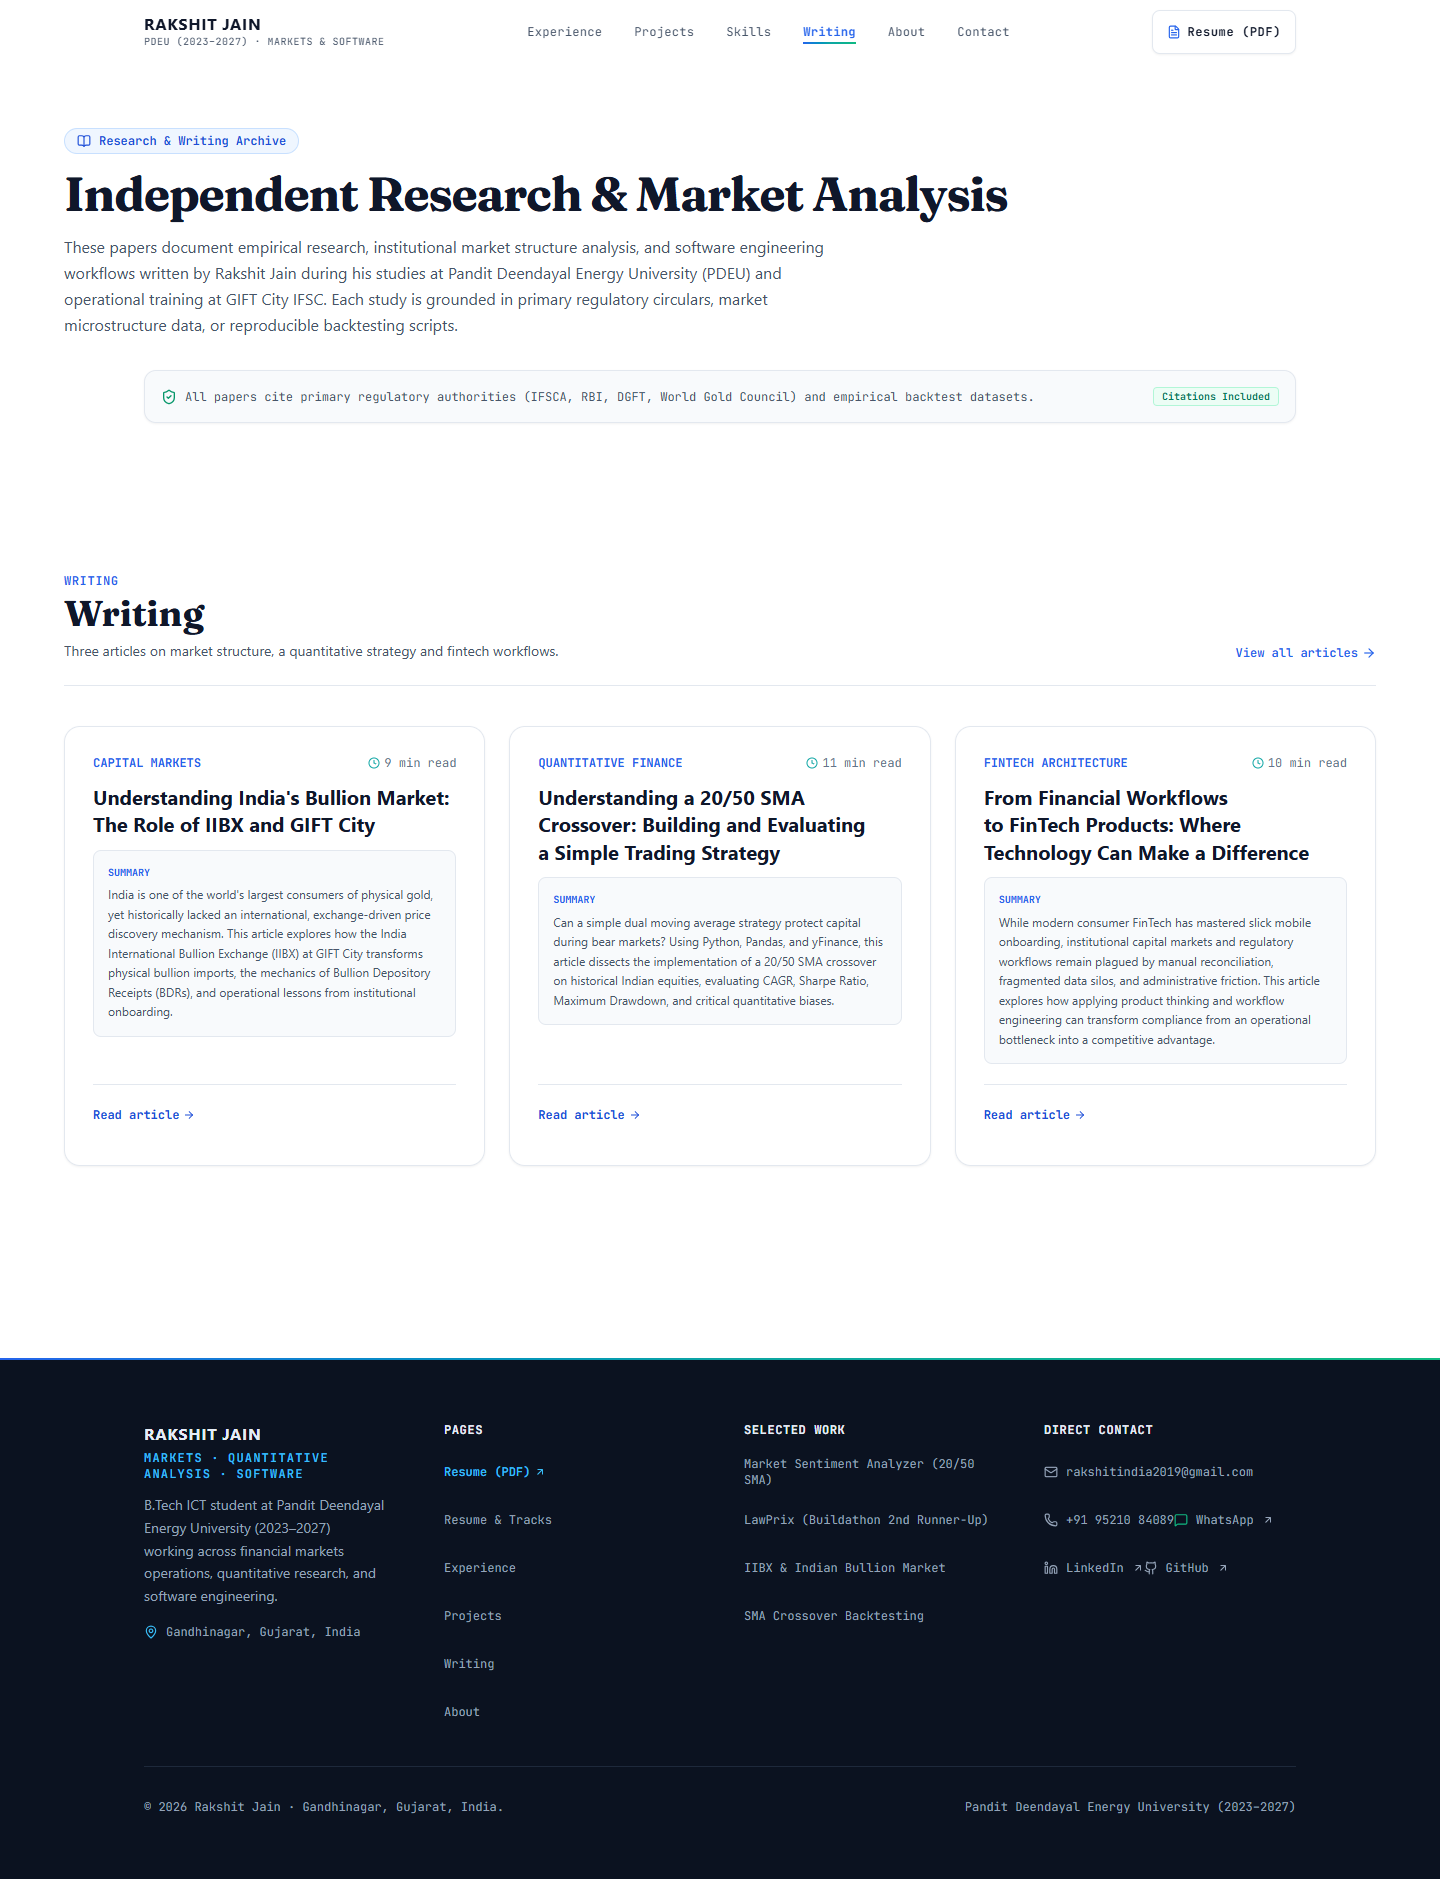 RAKSHIT JAIN
PDEU (2023–2027) · MARKETS & SOFTWARE
Experience
Projects
Skills
Writing
About
Contact
Resume (PDF)
Research & Writing Archive
Independent Research & Market Analysis
These papers document empirical research, institutional market structure analysis, and software engineering
workflows written by Rakshit Jain during his studies at Pandit Deendayal Energy University (PDEU) and
operational training at GIFT City IFSC. Each study is grounded in primary regulatory circulars, market
microstructure data, or reproducible backtesting scripts.
All papers cite primary regulatory authorities (IFSCA, RBI, DGFT, World Gold Council) and empirical backtest datasets.
Citations Included
WRITING
Writing
Three articles on market structure, a quantitative strategy and fintech workflows.
View all articles →
CAPITAL MARKETS
9 min read
Understanding India's Bullion Market:
The Role of IIBX and GIFT City
SUMMARY
India is one of the world's largest consumers of physical gold,
yet historically lacked an international, exchange-driven price
discovery mechanism. This article explores how the India
International Bullion Exchange (IIBX) at GIFT City transforms
physical bullion imports, the mechanics of Bullion Depository
Receipts (BDRs), and operational lessons from institutional
onboarding.
Read article →
QUANTITATIVE FINANCE
11 min read
Understanding a 20/50 SMA
Crossover: Building and Evaluating
a Simple Trading Strategy
SUMMARY
Can a simple dual moving average strategy protect capital
during bear markets? Using Python, Pandas, and yFinance, this
article dissects the implementation of a 20/50 SMA crossover
on historical Indian equities, evaluating CAGR, Sharpe Ratio,
Maximum Drawdown, and critical quantitative biases.
Read article →
FINTECH ARCHITECTURE
10 min read
From Financial Workflows
to FinTech Products: Where
Technology Can Make a Difference
SUMMARY
While modern consumer FinTech has mastered slick mobile
onboarding, institutional capital markets and regulatory
workflows remain plagued by manual reconciliation,
fragmented data silos, and administrative friction. This article
explores how applying product thinking and workflow
engineering can transform compliance from an operational
bottleneck into a competitive advantage.
Read article →
RAKSHIT JAIN
MARKETS · QUANTITATIVE
ANALYSIS · SOFTWARE
B.Tech ICT student at Pandit Deendayal
Energy University (2023–2027)
working across financial markets
operations, quantitative research, and
software engineering.
Gandhinagar, Gujarat, India
PAGES
Resume (PDF) ↗
Resume & Tracks
Experience
Projects
Writing
About
SELECTED WORK
Market Sentiment Analyzer (20/50
SMA)
LawPrix (Buildathon 2nd Runner-Up)
IIBX & Indian Bullion Market
SMA Crossover Backtesting
DIRECT CONTACT
rakshitindia2019@gmail.com
+91 95210 84089 WhatsApp ↗
LinkedIn ↗ GitHub ↗
© 2026 Rakshit Jain · Gandhinagar, Gujarat, India.
Pandit Deendayal Energy University (2023–2027)